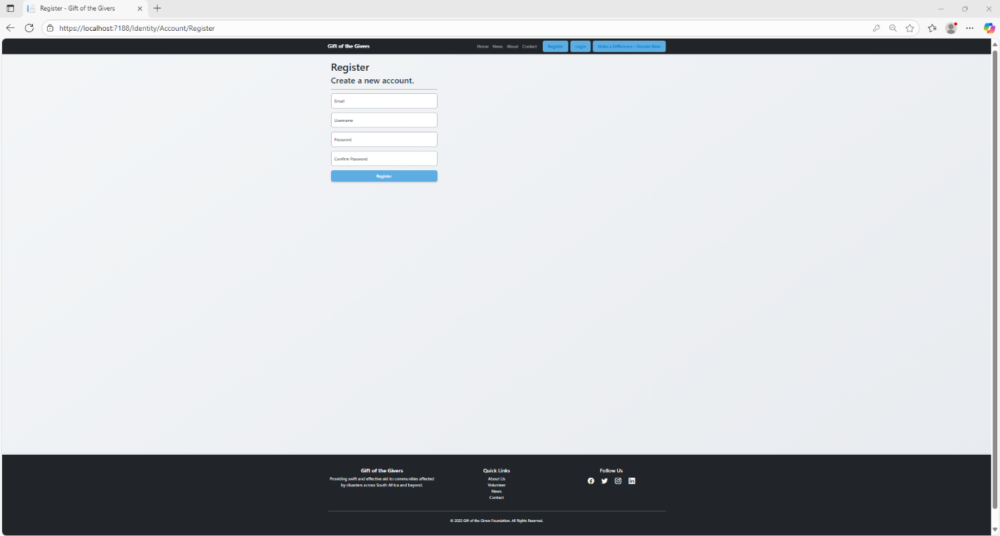 Register - Gift of the Givers
https://localhost:7188/Identity/Account/Register
Gift of the Givers
Home News About Contact Register Login Make a Difference – Donate Now
Register
Create a new account.
Email
Username
Password
Confirm Password
Register
Gift of the Givers
Providing swift and effective aid to communities affected
by disasters across South Africa and beyond.
Quick Links
About Us
Volunteer
News
Contact
Follow Us
© 2025 Gift of the Givers Foundation. All Rights Reserved.